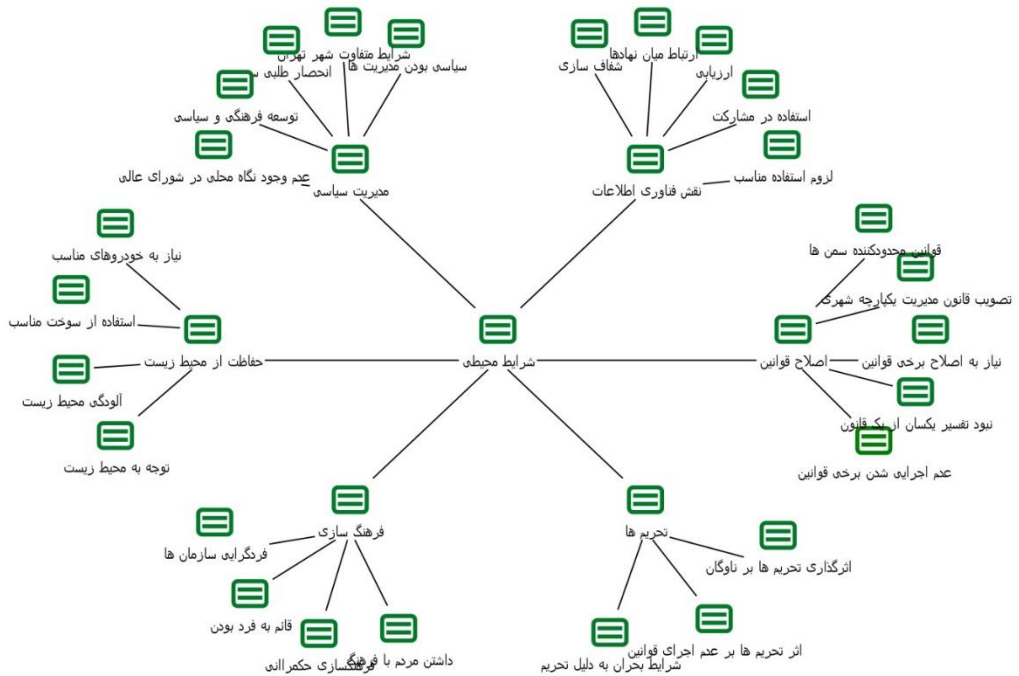 شرایط متفاوت شهر تهران
سیاسی بودن مدیریت ها
انحصار طلبی
توسعه فرهنگی و سیاسی
عدم وجود نگاه محلی در شورای عالی
مدیریت سیاسی
ارتباط میان نهادها
شفاف سازی
ارزیابی
استفاده در مشارکت
لزوم استفاده مناسب
نقش فناوری اطلاعات
قوانین محدودکننده سمن ها
تصویب قانون مدیریت یکپارچه شهری
نیاز به اصلاح برخی قوانین
اصلاح قوانین
نبود تفسیر یکسان از یک قانون
عدم اجرایی شدن برخی قوانین
شرایط محیطی
نیاز به خودروهای مناسب
استفاده از سوخت مناسب
حفاظت از محیط زیست
آلودگی محیط زیست
توجه به محیط زیست
فرهنگ سازی
فردگرایی سازمان ها
قائم به فرد بودن
داشتن مردم با فرهنگ
فرهنگسازی حکمرانی
تحریم ها
اثرگذاری تحریم ها بر ناوگان
اثر تحریم ها بر عدم اجرای قوانین
شرایط بحران به دلیل تحریم